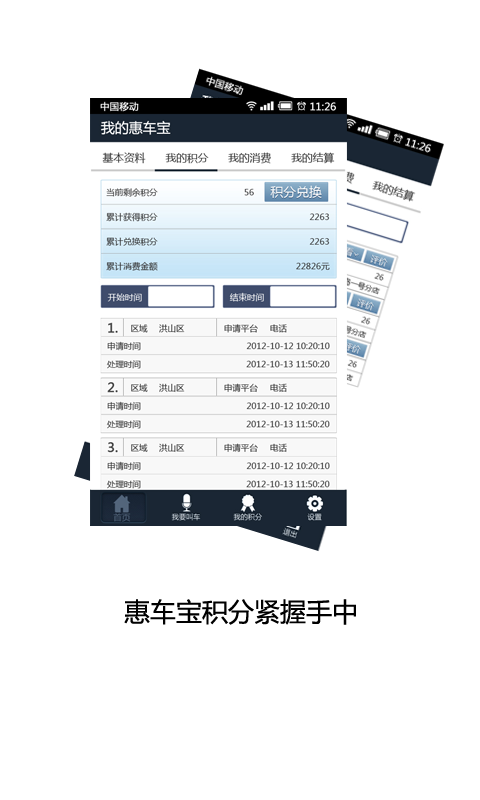 中国移动
中国移动 11:26
11:26
我的惠车宝
基本资料 我的积分 我的消费 我的结算
费 我的结算
当前剩余积分 56 积分兑换
累计获得积分 2263
累计兑换积分 2263
累计消费金额 22826元
评价
26
一号分店
评价
26
号分店
评价
26
店
开始时间 结束时间
1. 区域 洪山区 申请平台 电话
申请时间 2012-10-12 10:20:10
处理时间 2012-10-13 11:50:20
2. 区域 洪山区 申请平台 电话
申请时间 2012-10-12 10:20:10
处理时间 2012-10-13 11:50:20
3. 区域 洪山区 申请平台 电话
申请时间 2012-10-12 10:20:10
处理时间 2012-10-13 11:50:20
首页 我要叫车 我的积分 设置
退出
惠车宝积分紧握手中